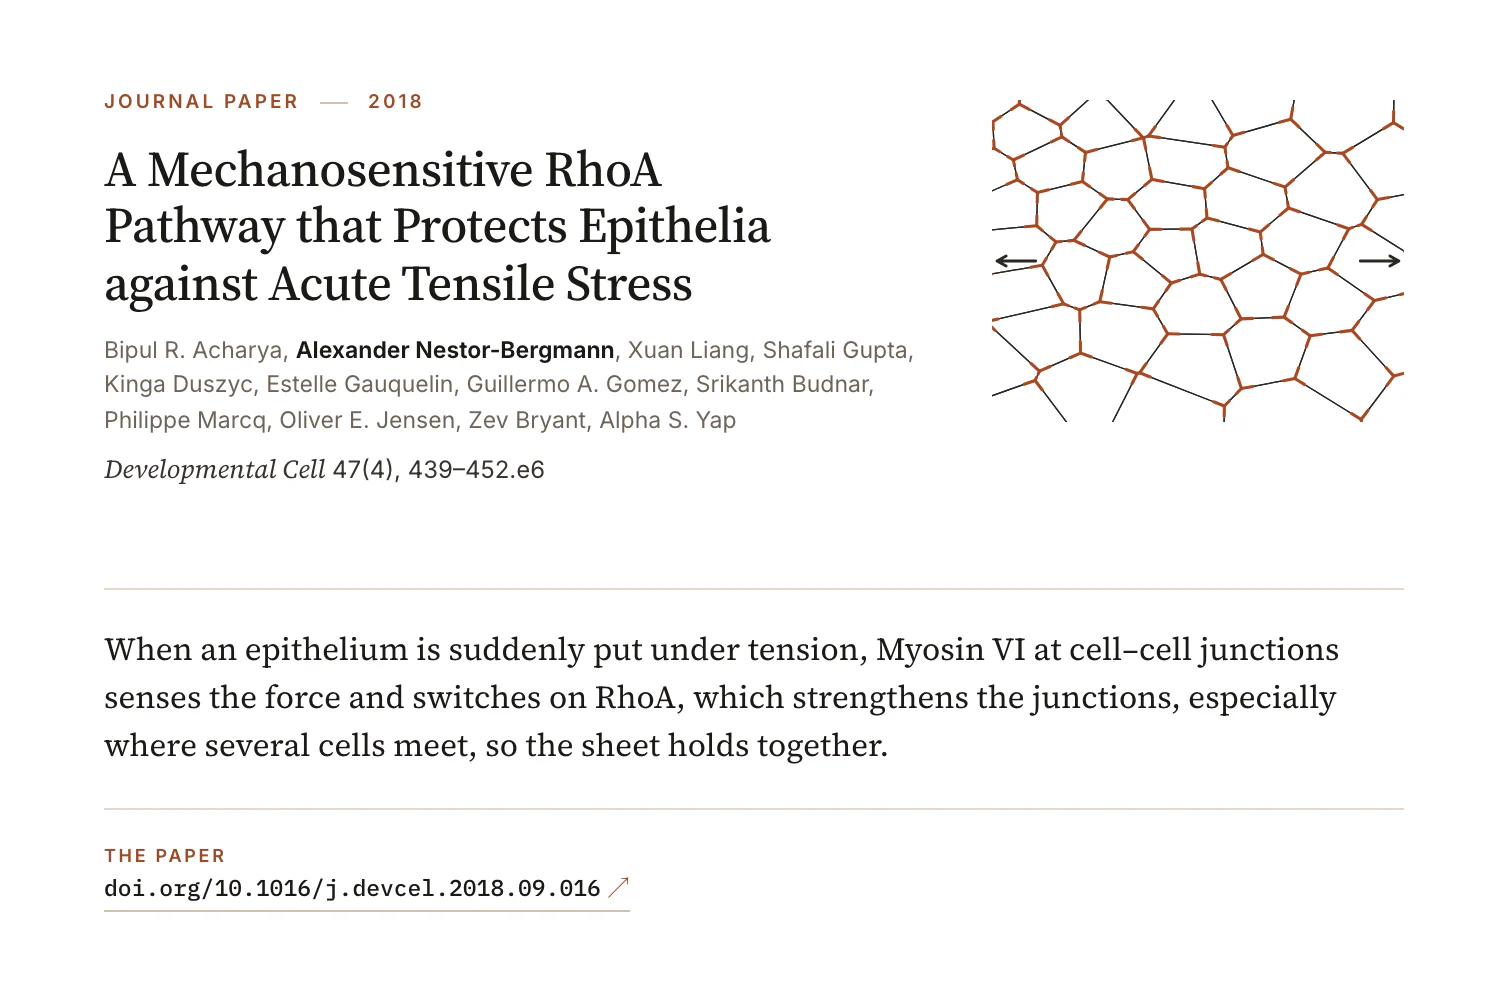 JOURNAL PAPER — 2018
A Mechanosensitive RhoA
Pathway that Protects Epithelia
against Acute Tensile Stress
Bipul R. Acharya, Alexander Nestor-Bergmann, Xuan Liang, Shafali Gupta,
Kinga Duszyc, Estelle Gauquelin, Guillermo A. Gomez, Srikanth Budnar,
Philippe Marcq, Oliver E. Jensen, Zev Bryant, Alpha S. Yap
Developmental Cell 47(4), 439–452.e6
When an epithelium is suddenly put under tension, Myosin VI at cell–cell junctions
senses the force and switches on RhoA, which strengthens the junctions, especially
where several cells meet, so the sheet holds together.
THE PAPER
doi.org/10.1016/j.devcel.2018.09.016 ↗